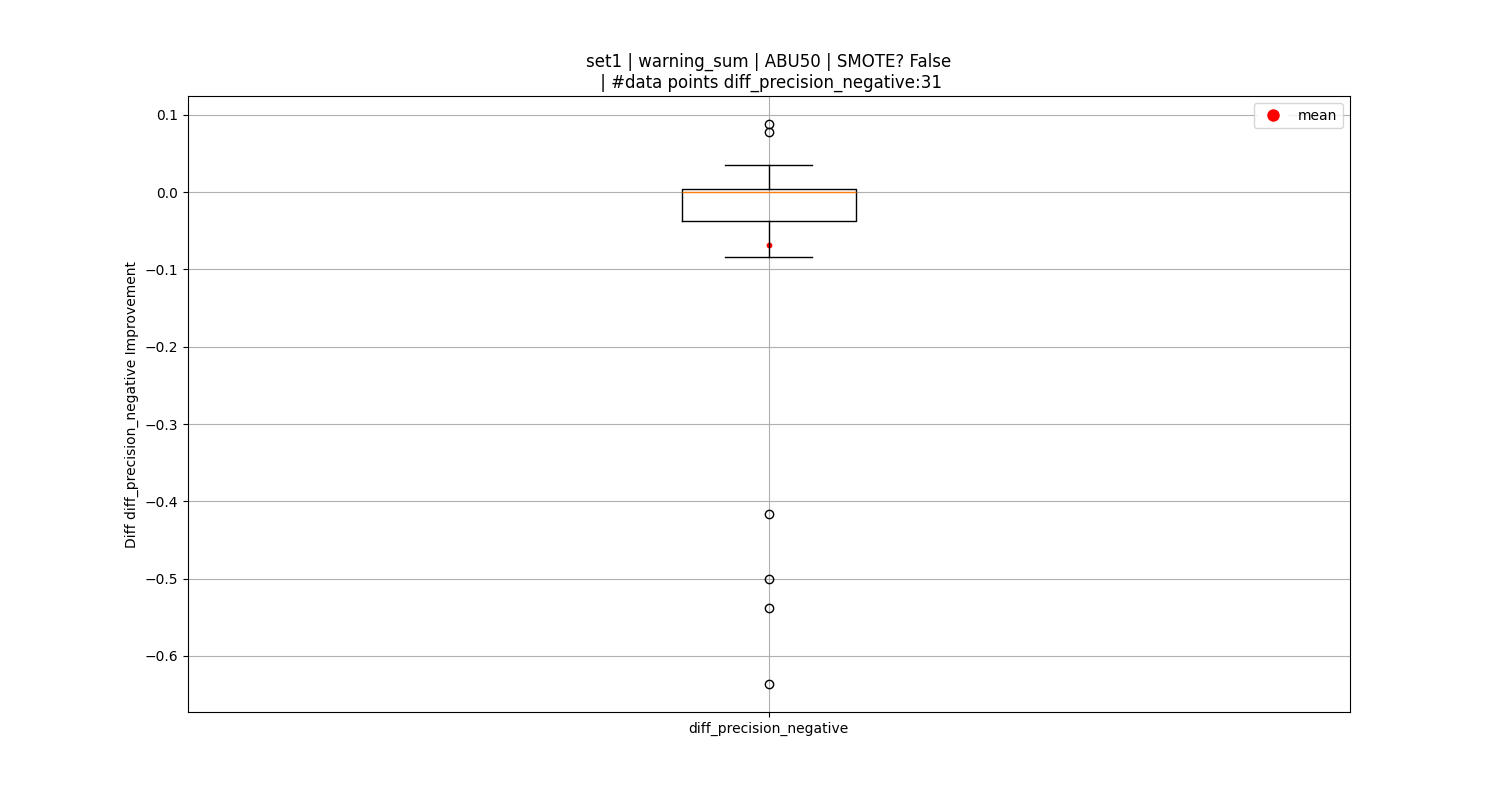 set1 | warning_sum | ABU50 | SMOTE? False
| #data points diff_precision_negative:31
mean
0.1
0.0
−0.1
−0.2
−0.3
−0.4
−0.5
−0.6
Diff diff_precision_negative Improvement
diff_precision_negative